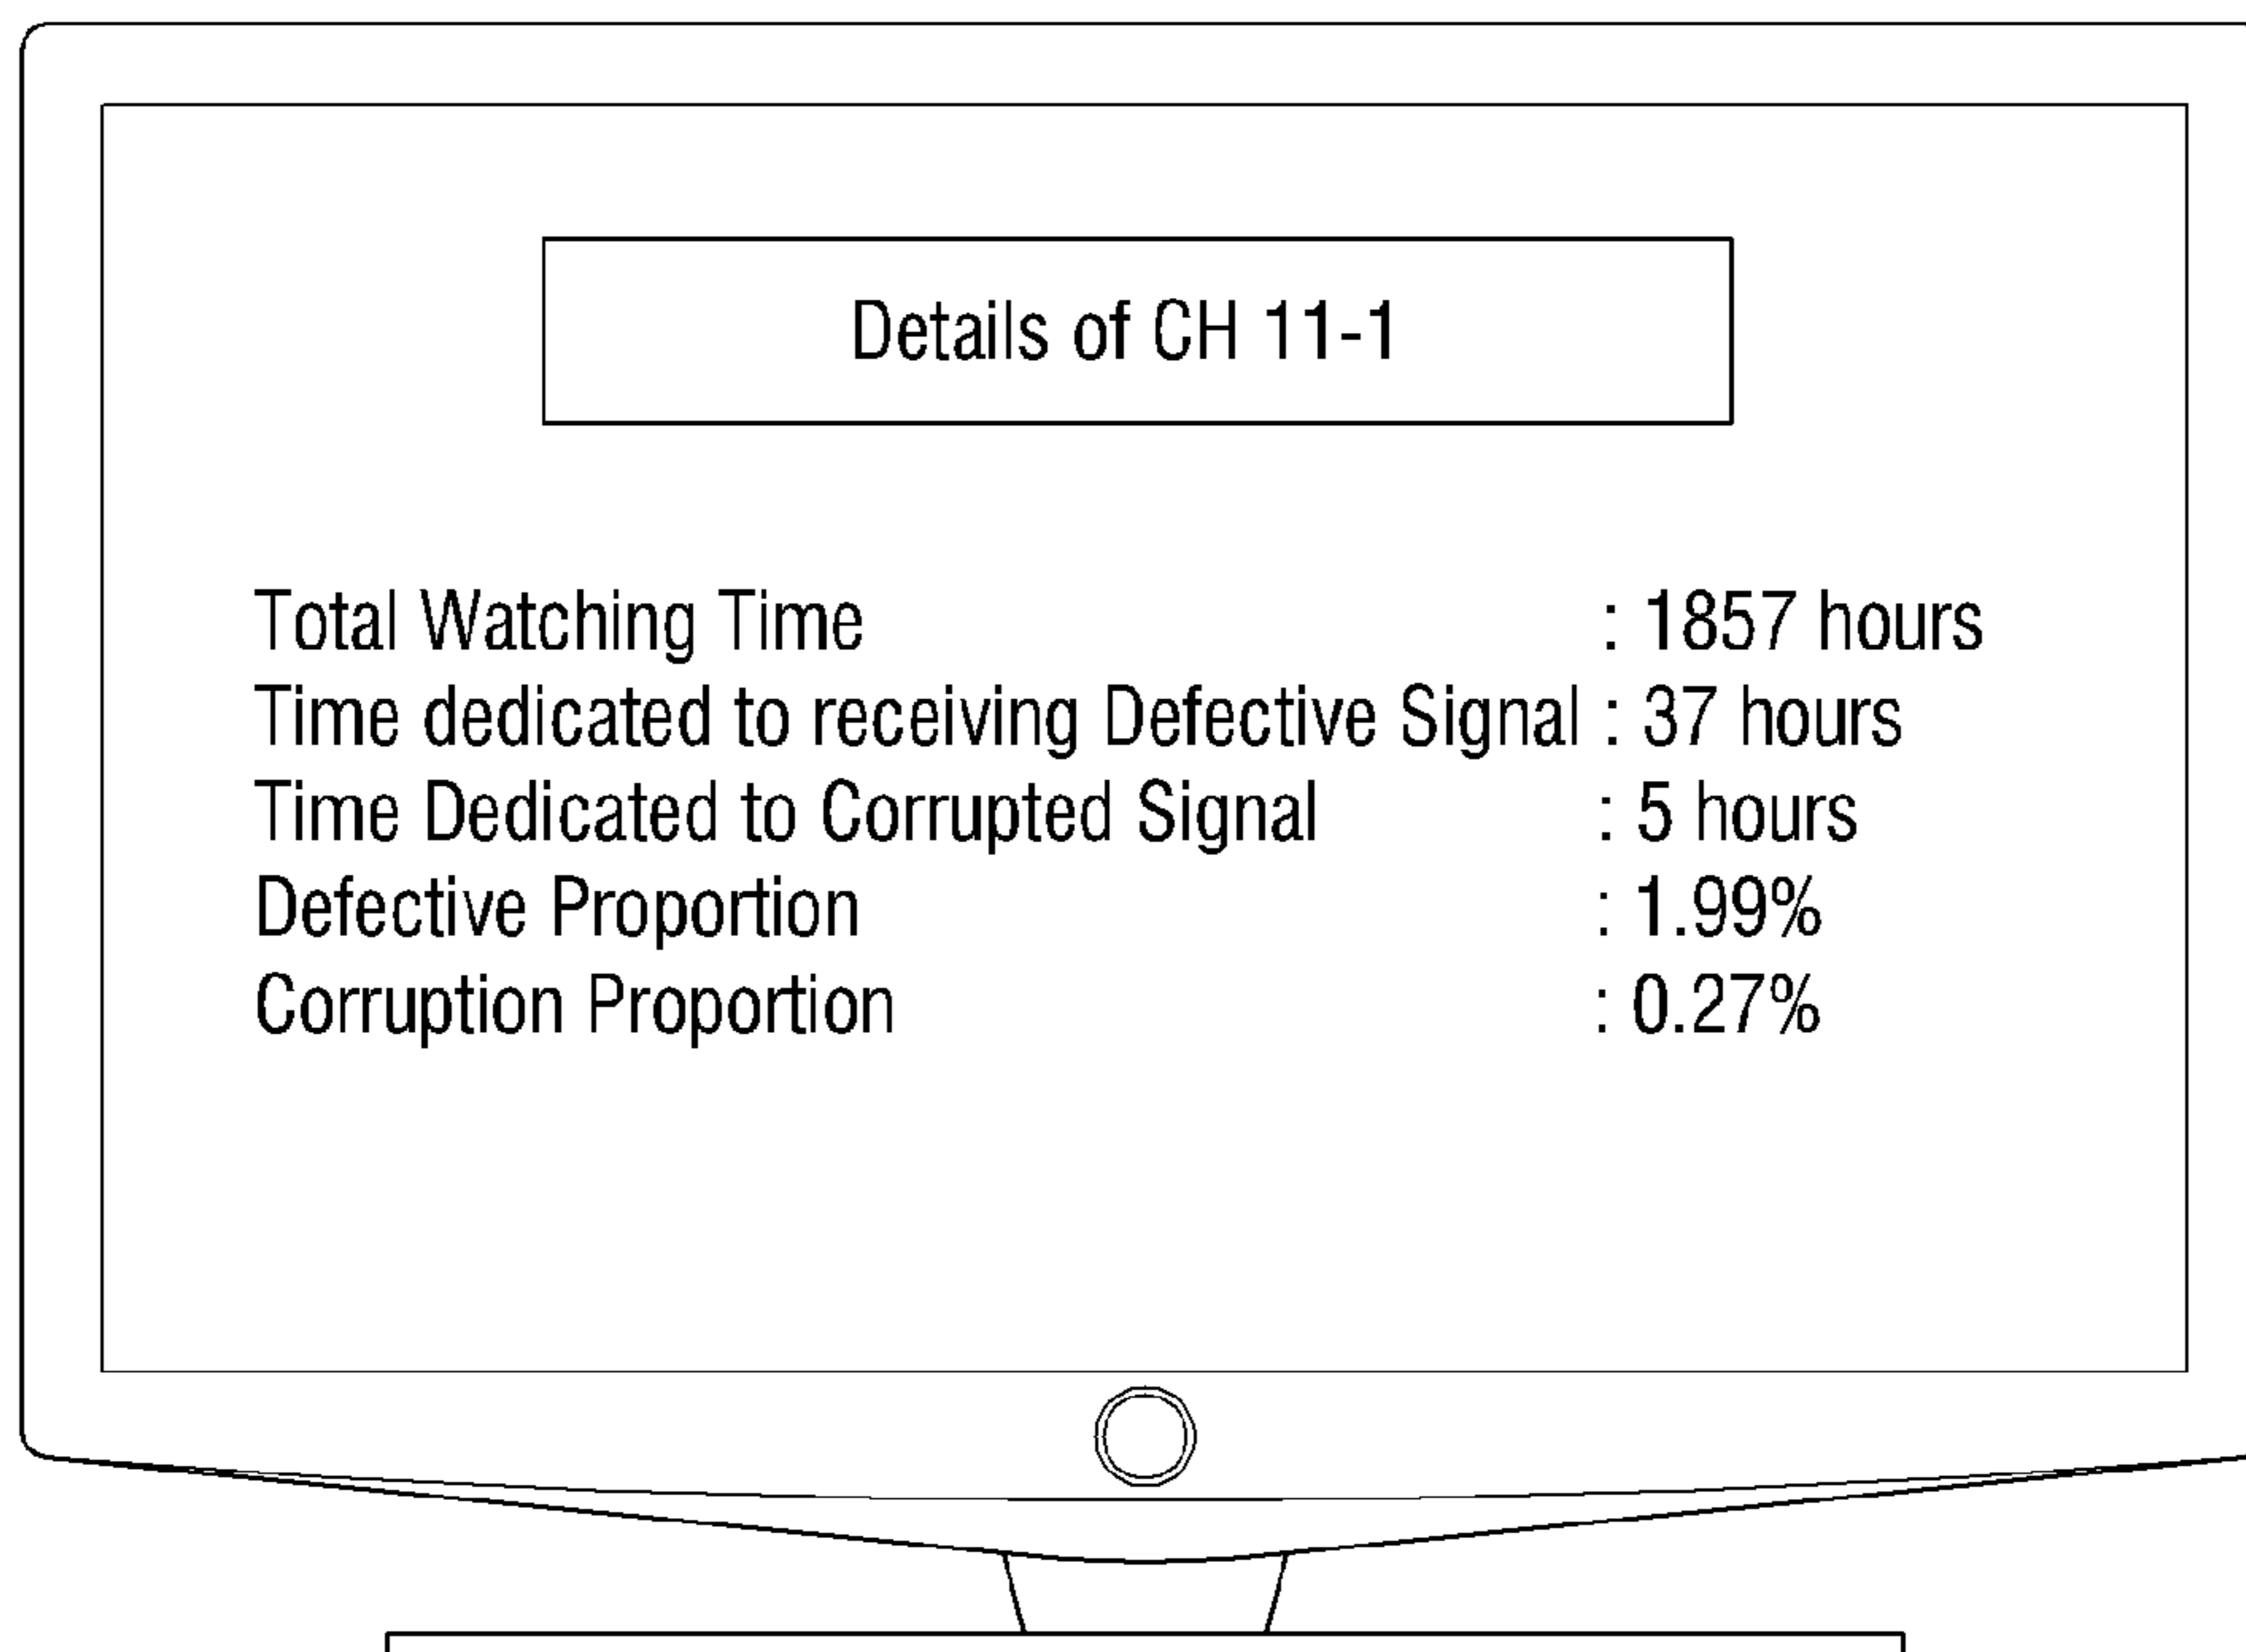 Details of CH 11-1
Total Watching Time : 1857 hours
Time dedicated to receiving Defective Signal : 37 hours
Time Dedicated to Corrupted Signal : 5 hours
Defective Proportion : 1.99%
Corruption Proportion : 0.27%